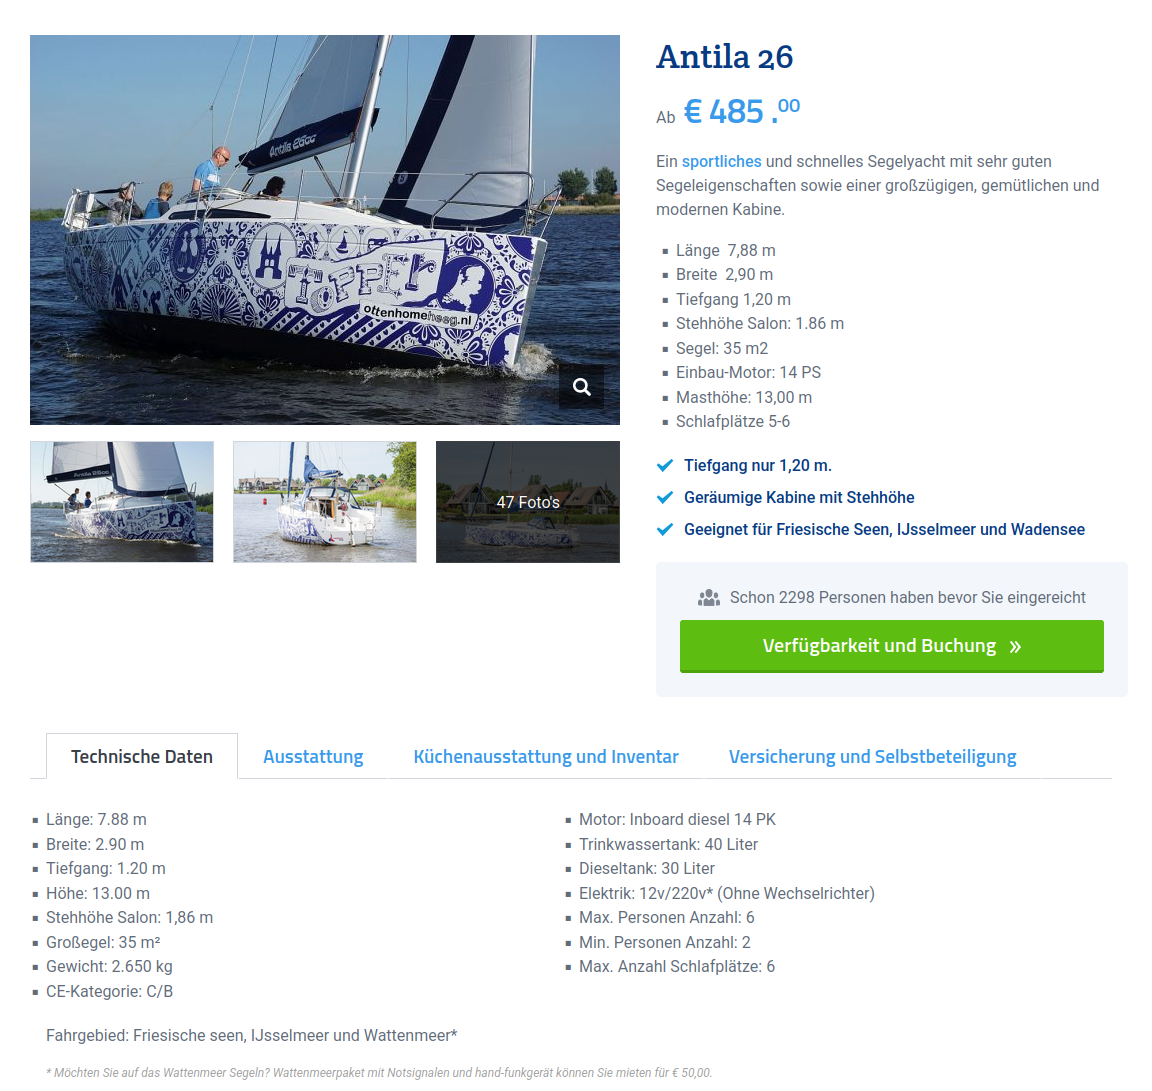 Antila 26cc
TOPPER
ottenhomeheeg.nl
Antila 26cc
47 Foto's
Antila 26
Ab € 485 .00
Ein sportliches und schnelles Segelyacht mit sehr guten
Segeleigenschaften sowie einer großzügigen, gemütlichen und
modernen Kabine.
Länge 7,88 m
Breite 2,90 m
Tiefgang 1,20 m
Stehhöhe Salon: 1.86 m
Segel: 35 m2
Einbau-Motor: 14 PS
Masthöhe: 13,00 m
Schlafplätze 5-6
Tiefgang nur 1,20 m.
Geräumige Kabine mit Stehhöhe
Geeignet für Friesische Seen, IJsselmeer und Wadensee
Schon 2298 Personen haben bevor Sie eingereicht
Verfügbarkeit und Buchung »
Technische Daten Ausstattung Küchenausstattung und Inventar Versicherung und Selbstbeteiligung
Länge: 7.88 m
Breite: 2.90 m
Tiefgang: 1.20 m
Höhe: 13.00 m
Stehhöhe Salon: 1,86 m
Großegel: 35 m²
Gewicht: 2.650 kg
CE-Kategorie: C/B
Motor: Inboard diesel 14 PK
Trinkwassertank: 40 Liter
Dieseltank: 30 Liter
Elektrik: 12v/220v* (Ohne Wechselrichter)
Max. Personen Anzahl: 6
Min. Personen Anzahl: 2
Max. Anzahl Schlafplätze: 6
Fahrgebied: Friesische seen, IJsselmeer und Wattenmeer*
* Möchten Sie auf das Wattenmeer Segeln? Wattenmeerpaket mit Notsignalen und hand-funkgerät können Sie mieten für € 50,00.